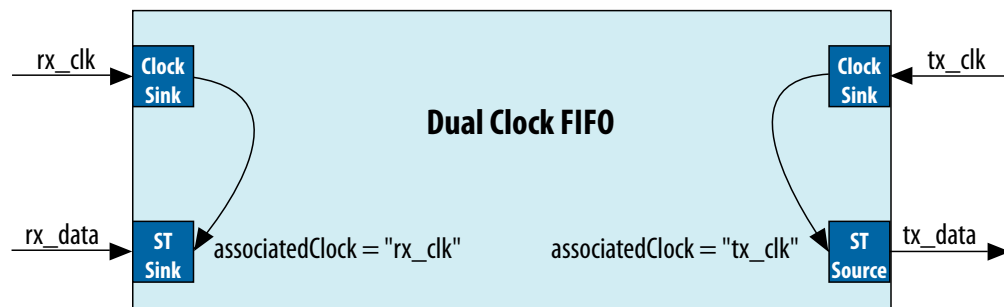 rx_clk
Clock
Sink
Dual Clock FIFO
Clock
Sink
tx_clk
rx_data
ST
Sink
associatedClock = "rx_clk"
associatedClock = "tx_clk"
ST
Source
tx_data